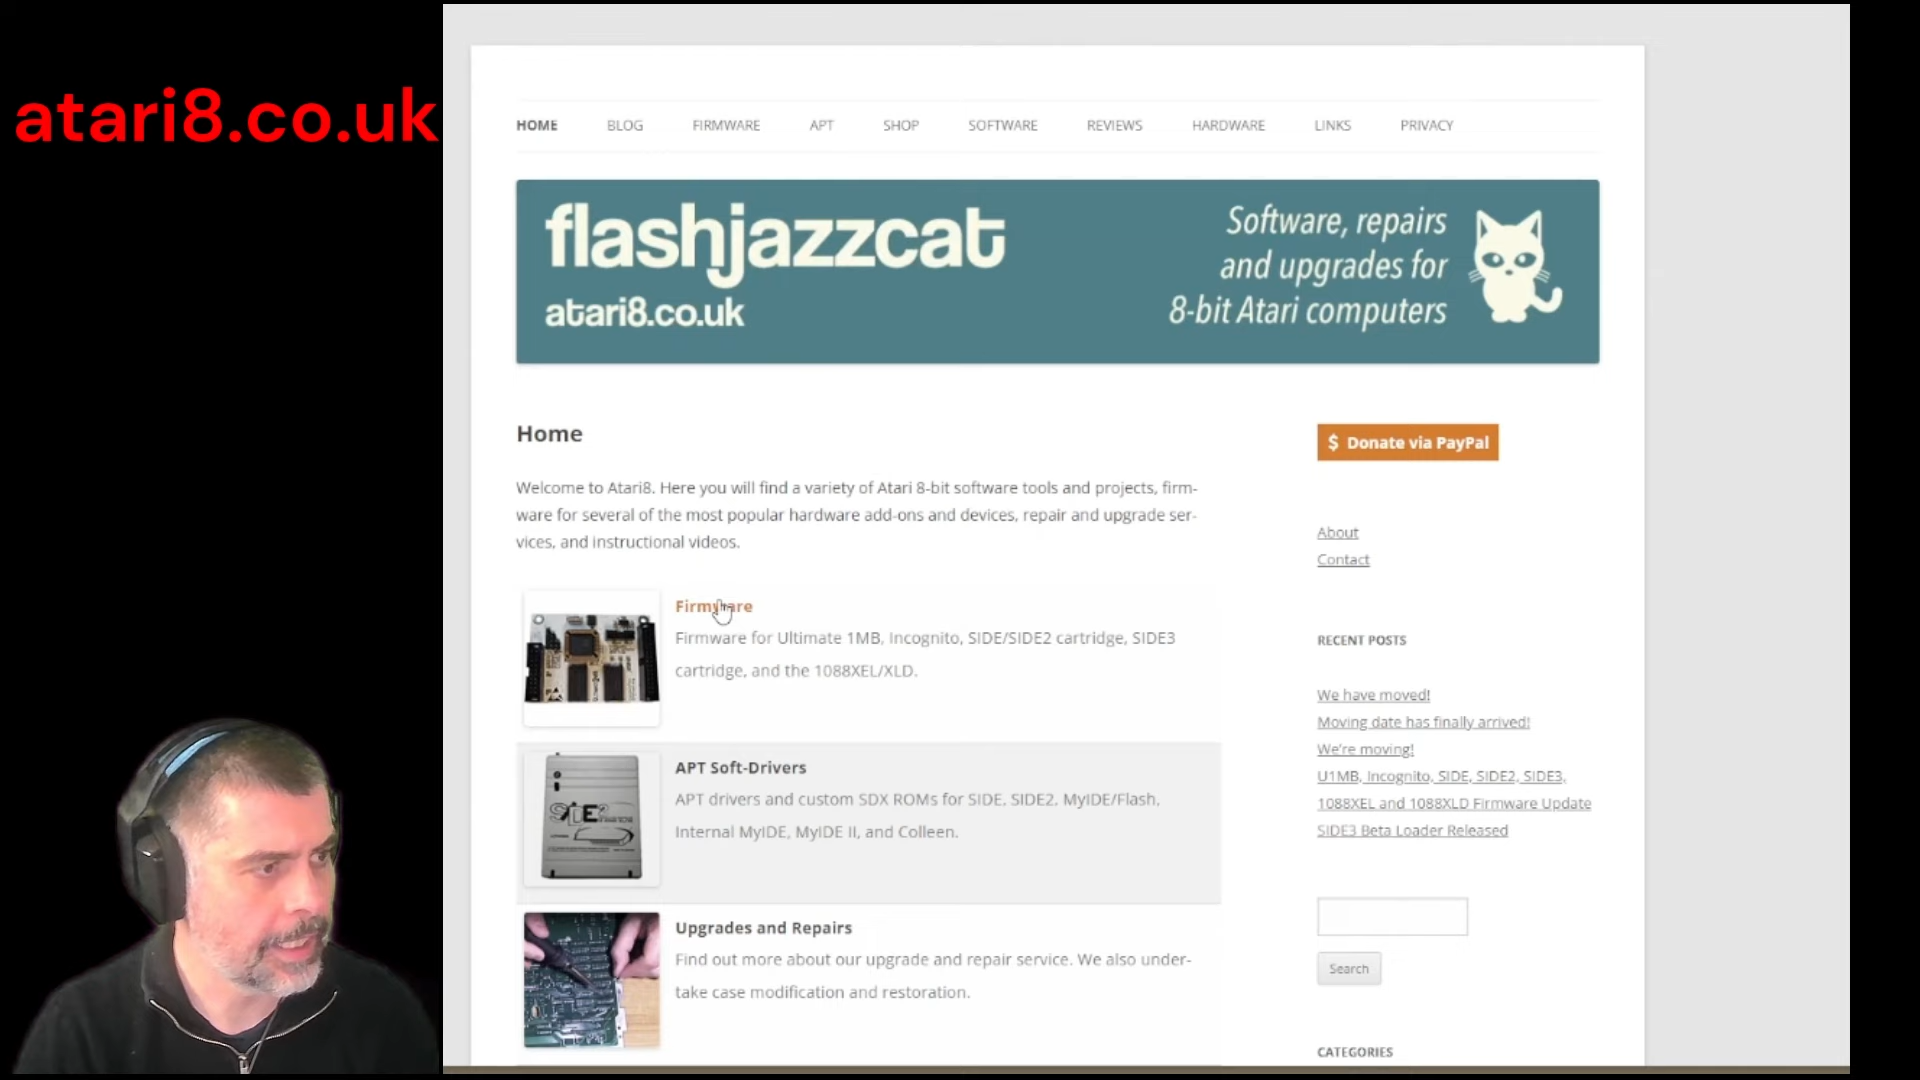 atari8.co.uk
HOME BLOG FIRMWARE APT SHOP SOFTWARE REVIEWS HARDWARE LINKS PRIVACY
flashjazzcat
atari8.co.uk
Software, repairs
and upgrades for
8-bit Atari computers
Home
Welcome to Atari8. Here you will find a variety of Atari 8-bit software tools and projects, firm-
ware for several of the most popular hardware add-ons and devices, repair and upgrade ser-
vices, and instructional videos.
Firmware
Firmware for Ultimate 1MB, Incognito, SIDE/SIDE2 cartridge, SIDE3
cartridge, and the 1088XEL/XLD.
APT Soft-Drivers
APT drivers and custom SDX ROMs for SIDE, SIDE2, MyIDE/Flash,
Internal MyIDE, MyIDE II, and Colleen.
SIDE2
Upgrades and Repairs
Find out more about our upgrade and repair service. We also under-
take case modification and restoration.
$ Donate via PayPal
About
Contact
RECENT POSTS
We have moved!
Moving date has finally arrived!
We're moving!
U1MB, Incognito, SIDE, SIDE2, SIDE3,
1088XEL and 1088XLD Firmware Update
SIDE3 Beta Loader Released
Search
CATEGORIES